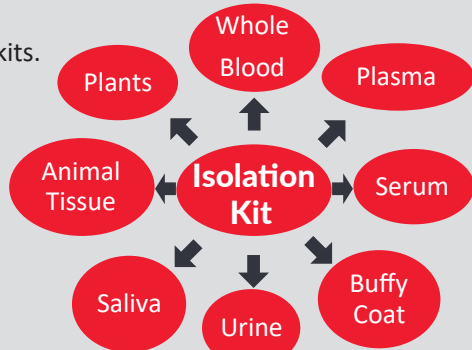 kits.
Whole
Blood
Plants
Plasma
Animal
Tissue
Isolation
Kit
Serum
Saliva
Urine
Buffy
Coat